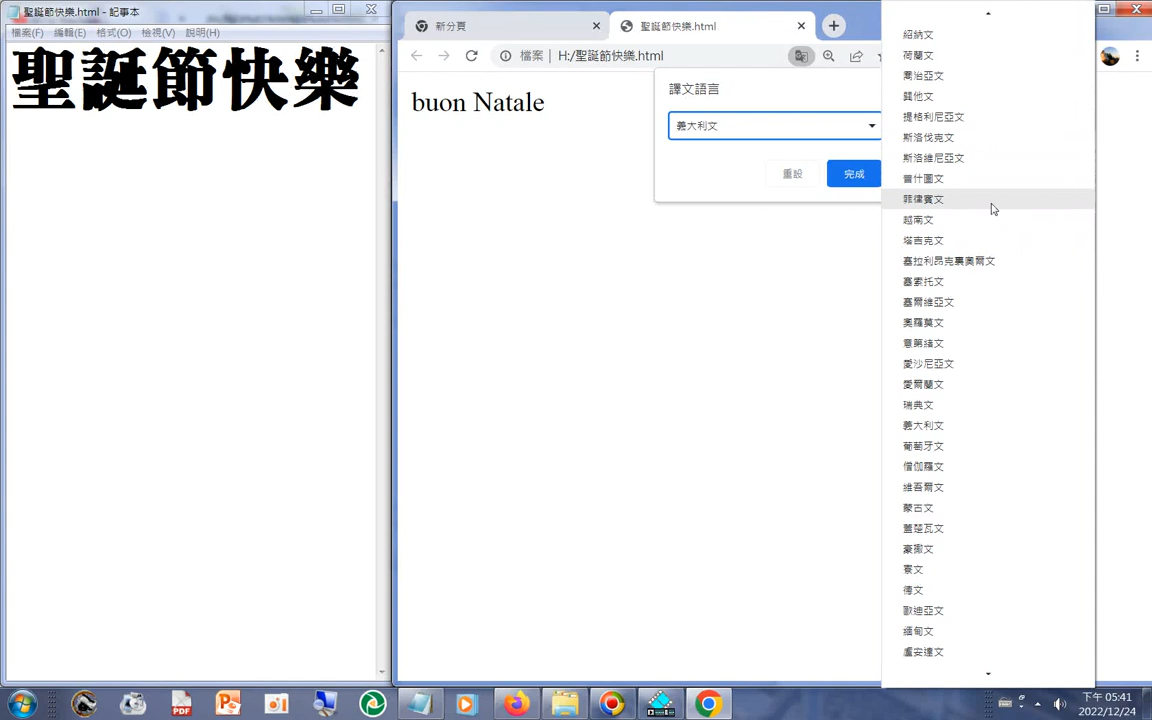 聖誕節快樂.html - 記事本
檔案(F) 編輯(E) 格式(O) 檢視(V) 說明(H)
聖誕節快樂
新分頁
聖誕節快樂.html
檔案 H:/聖誕節快樂.html
buon Natale
譯文語言
義大利文
重設 完成
紹納文
荷蘭文
喬治亞文
巽他文
提格利尼亞文
斯洛伐克文
斯洛維尼亞文
普什圖文
菲律賓文
越南文
塔吉克文
塞拉利昂克裏奧爾文
塞索托文
塞爾維亞文
奧羅莫文
意第緒文
愛沙尼亞文
愛爾蘭文
瑞典文
義大利文
葡萄牙文
僧伽羅文
維吾爾文
蒙古文
蓋楚瓦文
豪撒文
寮文
德文
歐迪亞文
緬甸文
盧安達文
PDF
下午 05:41
2022/12/24